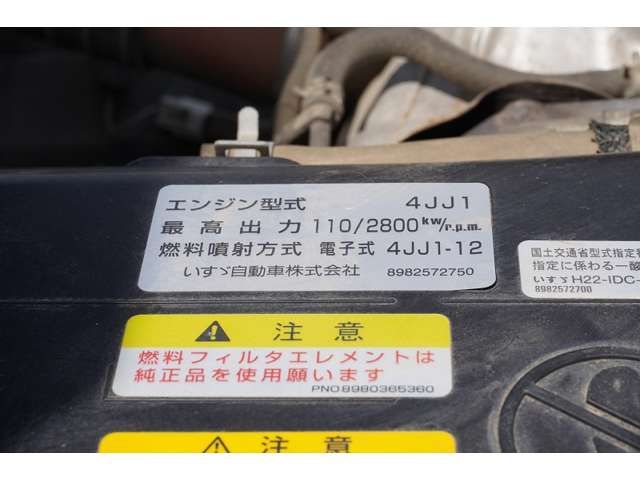 エンジン型式 4JJ1
最高出力 110/2800 kw/r.p.m.
燃料噴射方式 電子式 4JJ1-12
いすゞ自動車株式会社 8982572750
国土交通省型式指定
指定に係わる一酸
いすゞH22-IDC-
8982572700
注意
燃料フィルタエレメントは
純正品を使用願います
PNO.8980365360
注意